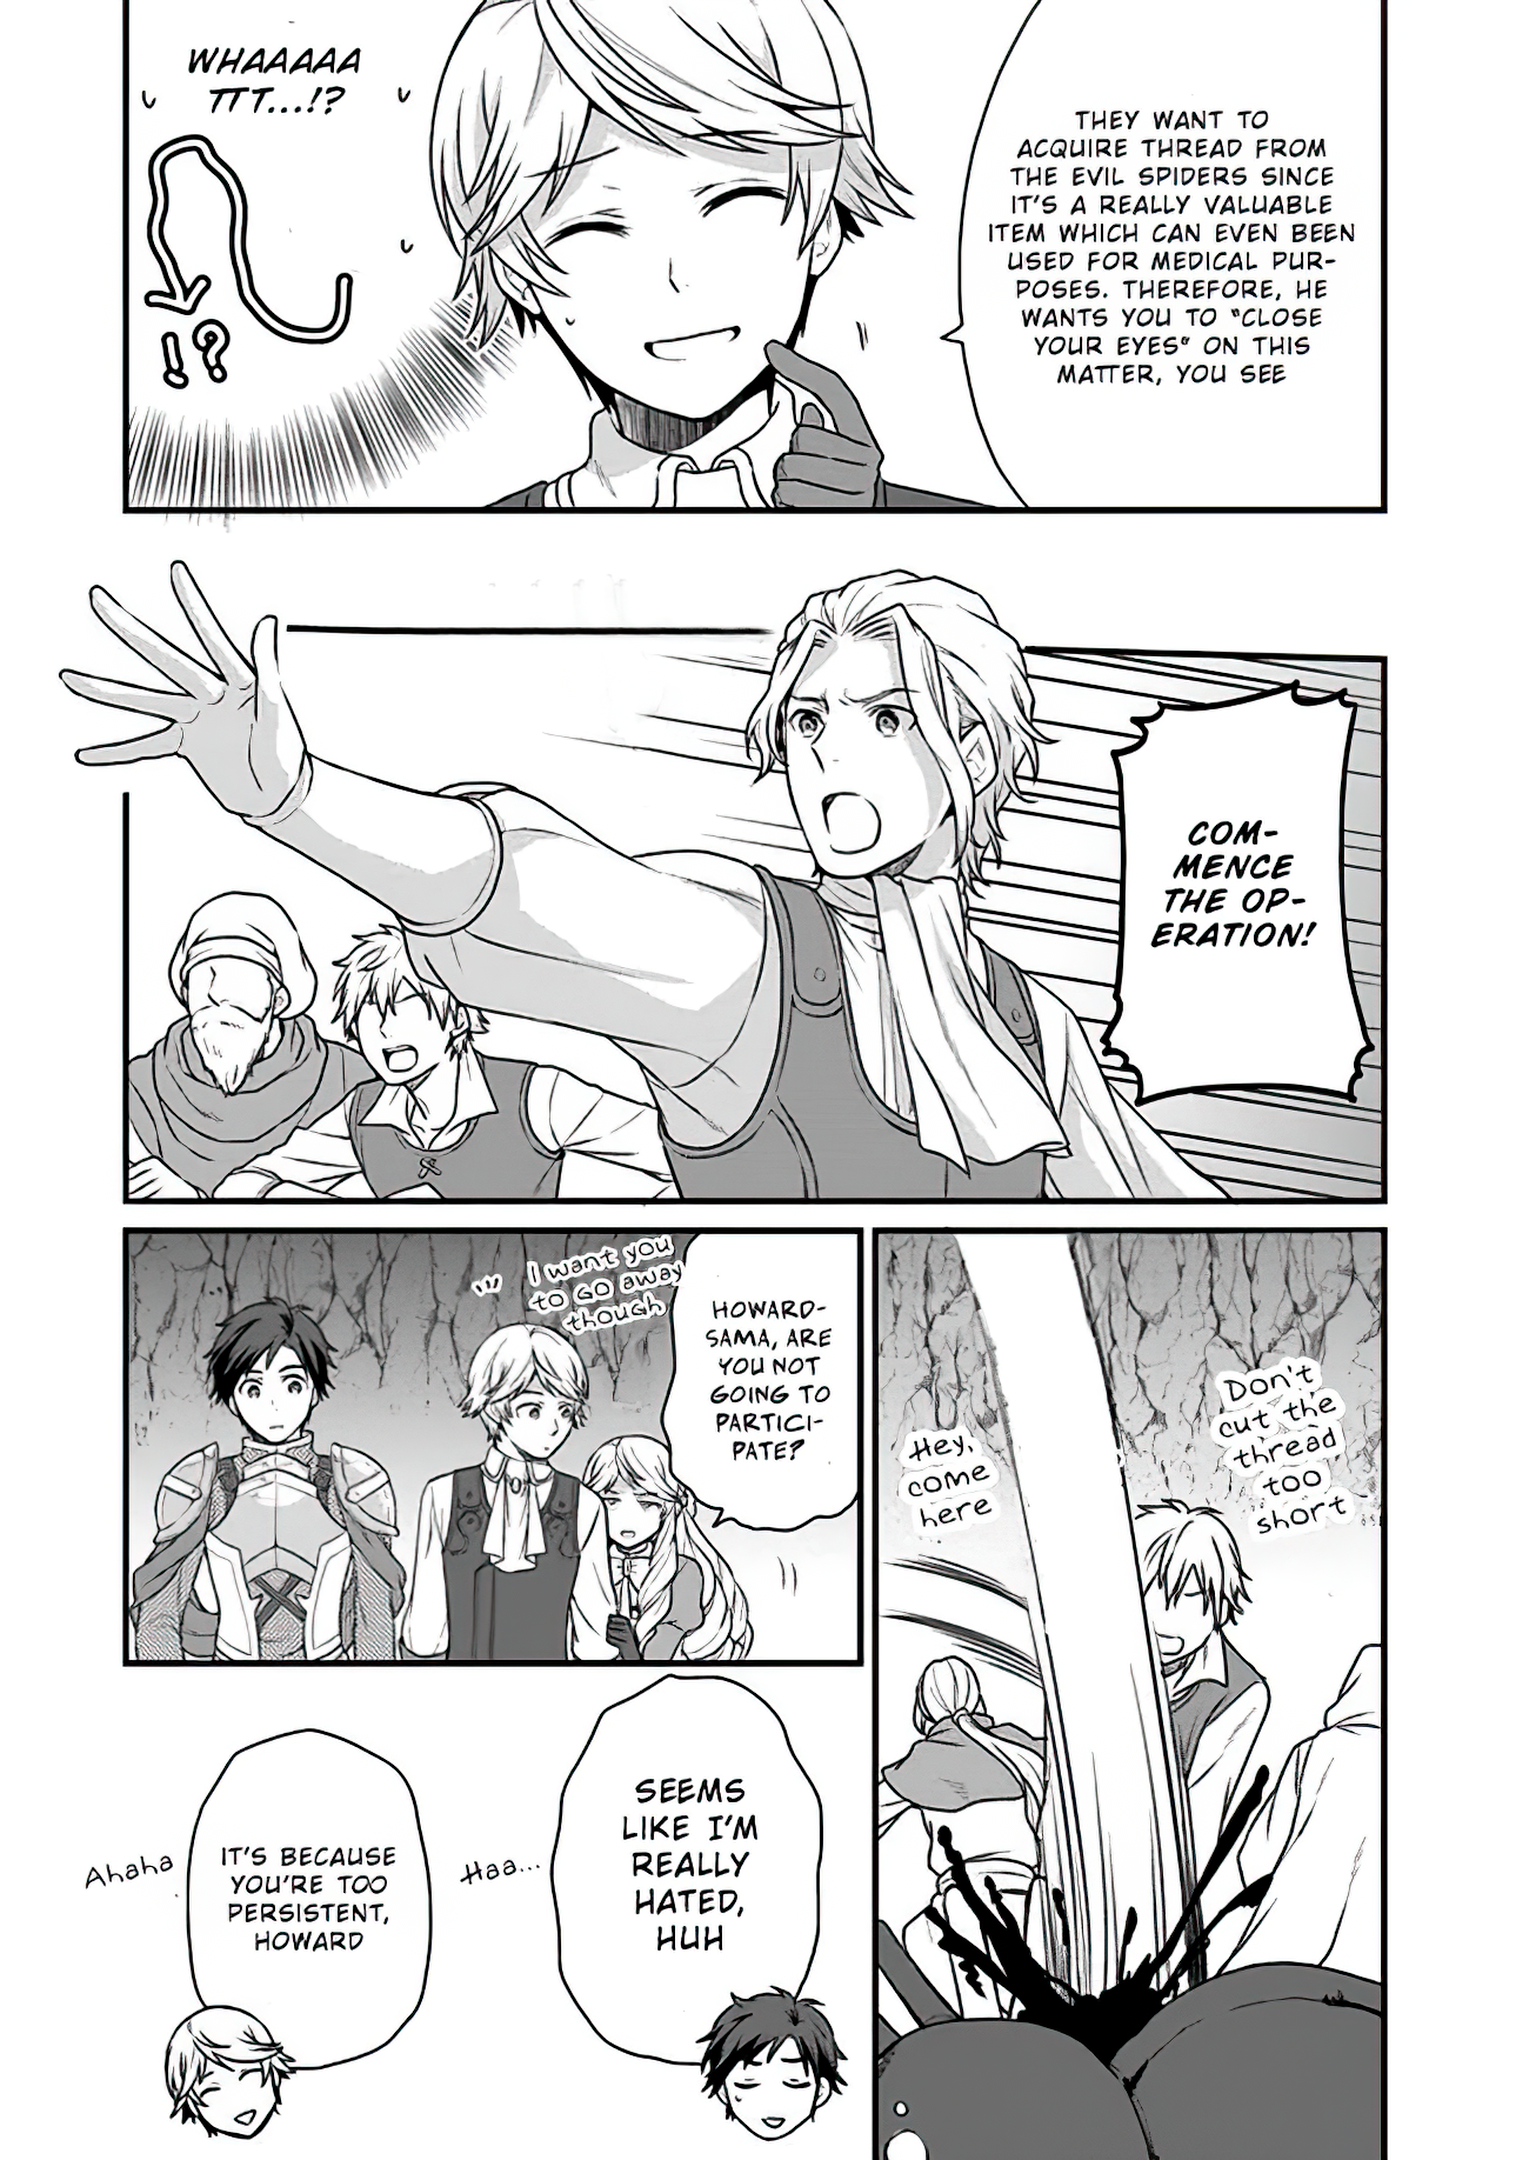 THEY WANT TO
ACQUIRE THREAD FROM
THE EVIL SPIDERS SINCE
IT'S A REALLY VALUABLE
ITEM WHICH CAN EVEN BEEN
USED FOR MEDICAL PUR-
POSES. THEREFORE, HE
WANTS YOU TO "CLOSE
YOUR EYES" ON THIS
MATTER, YOU SEE
WHAAAAA
TTT...!?
!?
COM-
MENCE
THE OP-
ERATION!
Don't
cut the
thread
too
short
Hey,
come
here
HOWARD-
SAMA, ARE
YOU NOT
GOING TO
PARTICI-
PATE?
I want you
to go away
though
SEEMS
LIKE I'M
REALLY
HATED,
HUH
Haa...
IT'S BECAUSE
YOU'RE TOO
PERSISTENT,
HOWARD
Ahaha